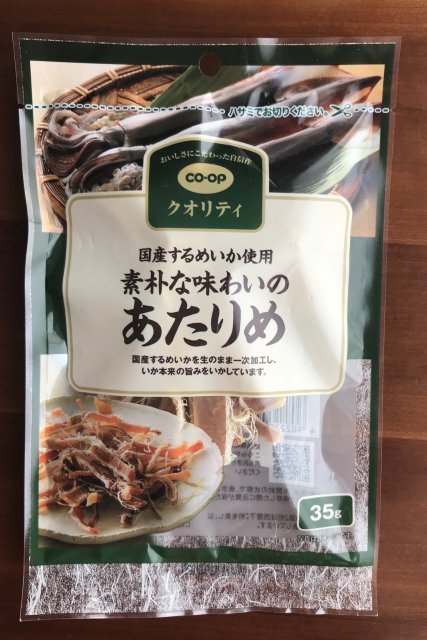 ハサミでお切りください。
おいしさにこだわった自信作
CO·OP
クオリティ
国産するめいか使用
素朴な味わいの
あたりめ
国産するめいかを生のまま一次加工し、
いか本来の旨みをいかしています。
35g